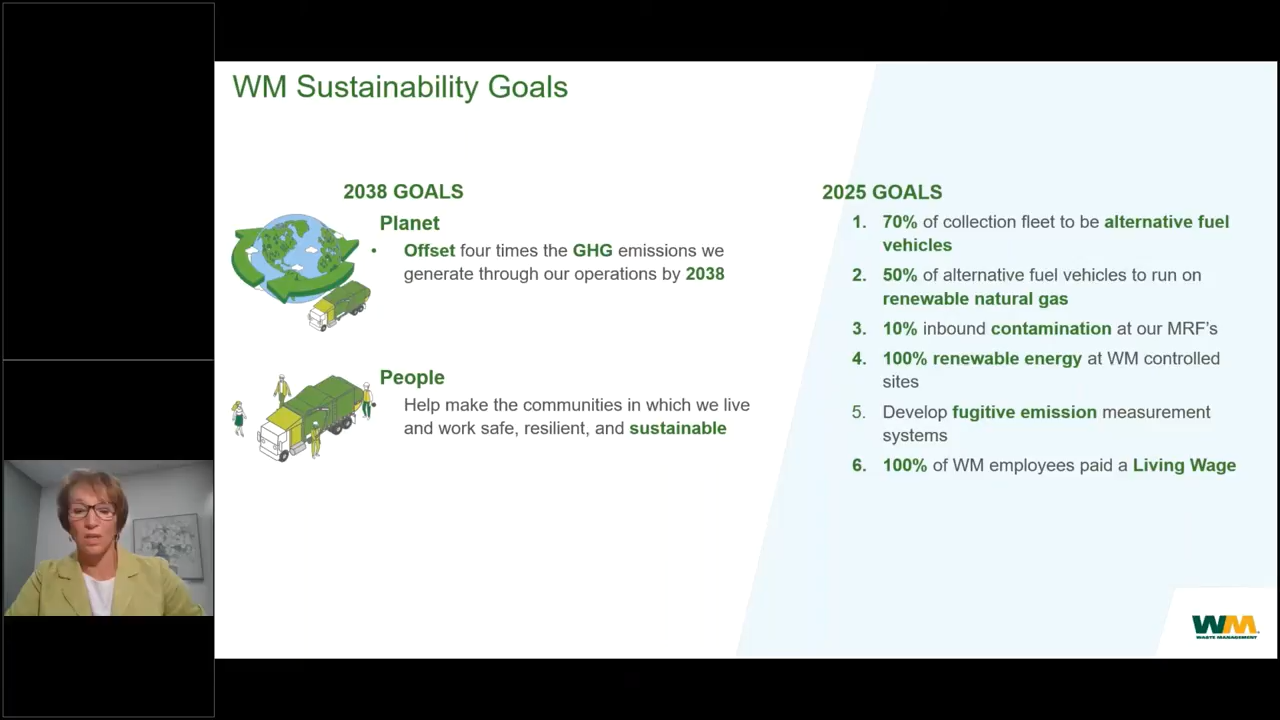 WM Sustainability Goals
2038 GOALS
Planet
• Offset four times the GHG emissions we
generate through our operations by 2038
People
Help make the communities in which we live
and work safe, resilient, and sustainable
2025 GOALS
1. 70% of collection fleet to be alternative fuel
vehicles
2. 50% of alternative fuel vehicles to run on
renewable natural gas
3. 10% inbound contamination at our MRF's
4. 100% renewable energy at WM controlled
sites
5. Develop fugitive emission measurement
systems
6. 100% of WM employees paid a Living Wage
WM
WASTE MANAGEMENT